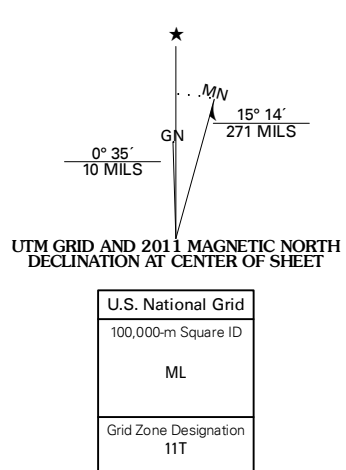 MN
15° 14´
271 MILS
GN
0° 35´
10 MILS
UTM GRID AND 2011 MAGNETIC NORTH
DECLINATION AT CENTER OF SHEET
U.S. National Grid
100,000-m Square ID
ML
Grid Zone Designation
11T